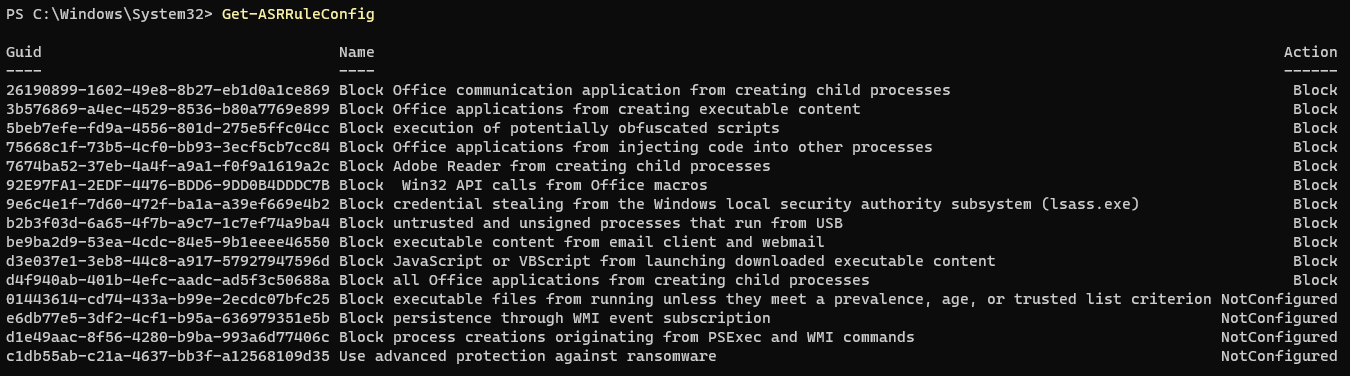 PS C:\Windows\System32> Get-ASRRuleConfig
Guid Name Action
---- ---- ------
26190899-1602-49e8-8b27-eb1d0a1ce869 Block Office communication application from creating child processes Block
3b576869-a4ec-4529-8536-b80a7769e899 Block Office applications from creating executable content Block
5beb7efe-fd9a-4556-801d-275e5ffc04cc Block execution of potentially obfuscated scripts Block
75668c1f-73b5-4cf0-bb93-3ecf5cb7cc84 Block Office applications from injecting code into other processes Block
7674ba52-37eb-4a4f-a9a1-f0f9a1619a2c Block Adobe Reader from creating child processes Block
92E97FA1-2EDF-4476-BDD6-9DD0B4DDDC7B Block  Win32 API calls from Office macros Block
9e6c4e1f-7d60-472f-ba1a-a39ef669e4b2 Block credential stealing from the Windows local security authority subsystem (lsass.exe) Block
b2b3f03d-6a65-4f7b-a9c7-1c7ef74a9ba4 Block untrusted and unsigned processes that run from USB Block
be9ba2d9-53ea-4cdc-84e5-9b1eeee46550 Block executable content from email client and webmail Block
d3e037e1-3eb8-44c8-a917-57927947596d Block JavaScript or VBScript from launching downloaded executable content Block
d4f940ab-401b-4efc-aadc-ad5f3c50688a Block all Office applications from creating child processes Block
01443614-cd74-433a-b99e-2ecdc07bfc25 Block executable files from running unless they meet a prevalence, age, or trusted list criterion NotConfigured
e6db77e5-3df2-4cf1-b95a-636979351e5b Block persistence through WMI event subscription NotConfigured
d1e49aac-8f56-4280-b9ba-993a6d77406c Block process creations originating from PSExec and WMI commands NotConfigured
c1db55ab-c21a-4637-bb3f-a12568109d35 Use advanced protection against ransomware NotConfigured